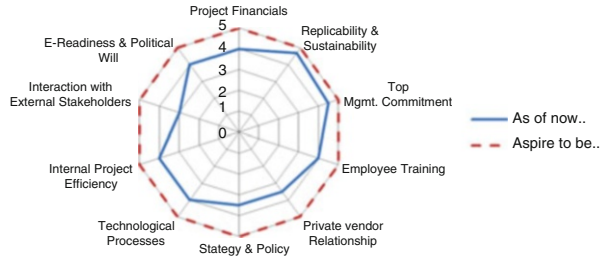 Project Financials
5
4
3
2
1
0
Replicability &
Sustainability
Top
Mgmt. Commitment
Employee Training
Private vendor
Relationship
Stategy & Policy
Technological
Processes
Internal Project
Efficiency
Interaction with
External Stakeholders
E-Readiness & Political
Will
As of now..
Aspire to be..